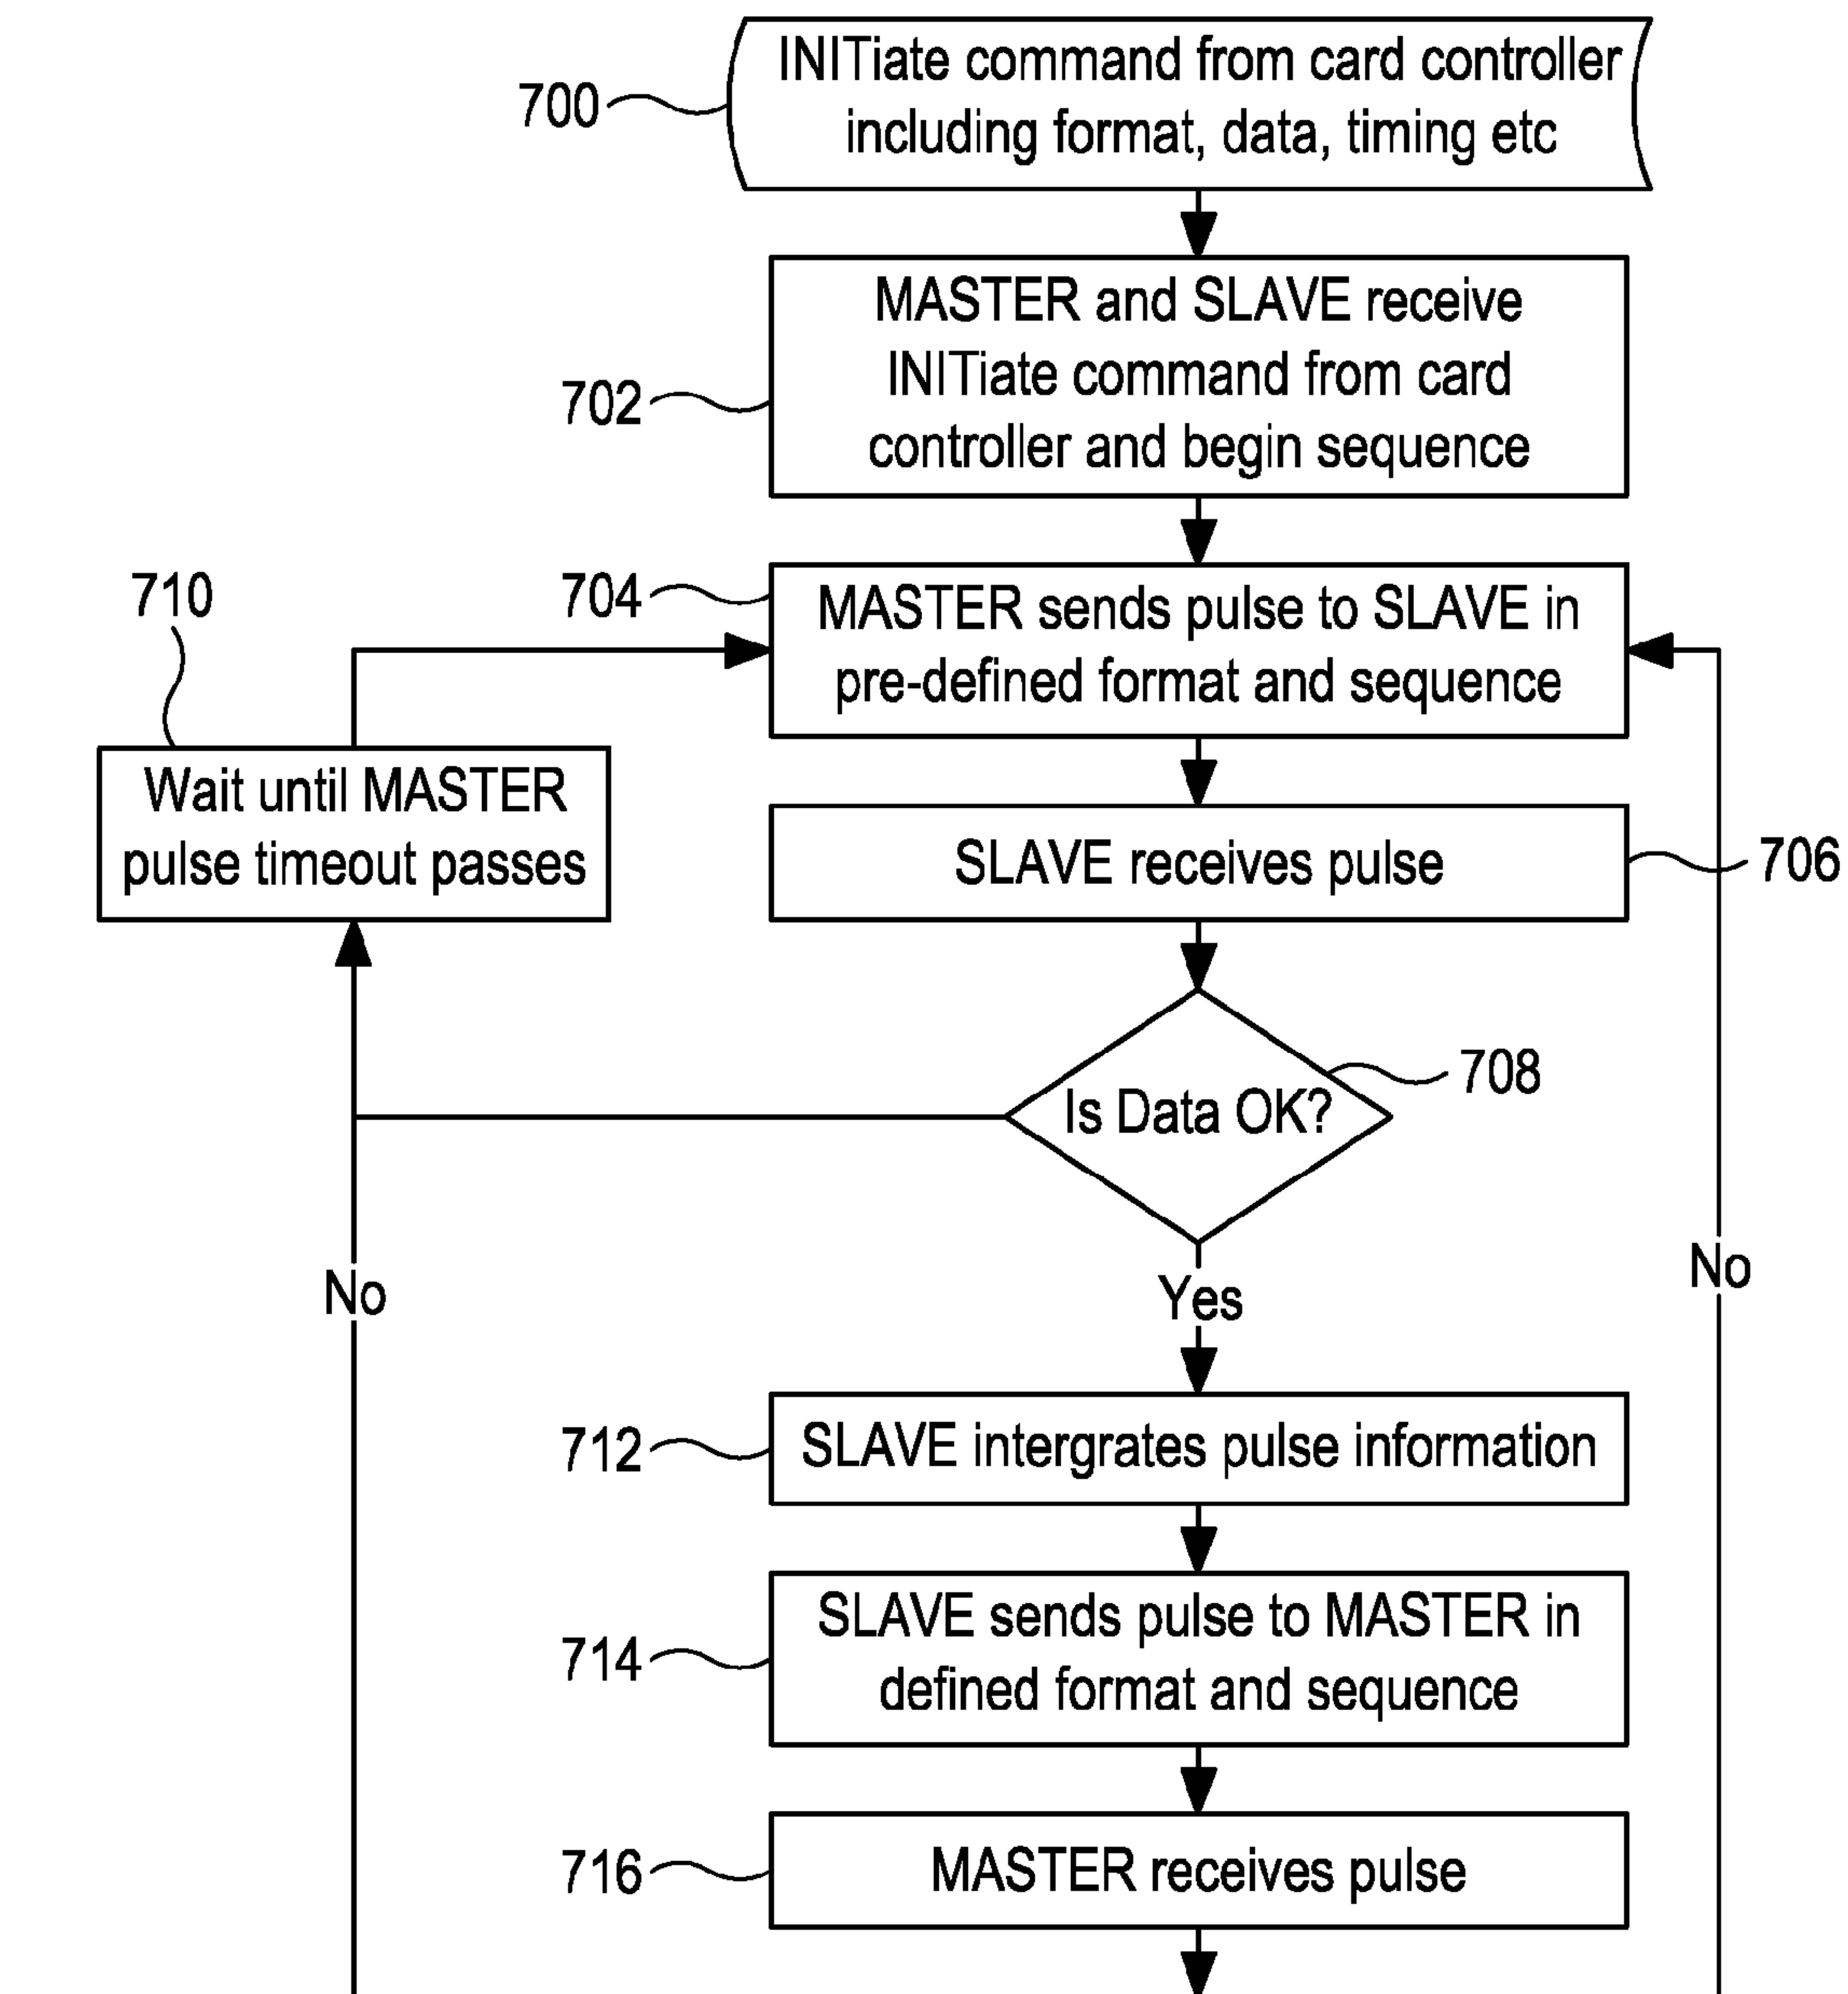 INITiate command from card controller
including format, data, timing etc
700
MASTER and SLAVE receive
INITiate command from card
controller and begin sequence
702
710
704
MASTER sends pulse to SLAVE in
pre-defined format and sequence
Wait until MASTER
pulse timeout passes
SLAVE receives pulse
706
Is Data OK?
708
No
Yes
No
712
SLAVE intergrates pulse information
SLAVE sends pulse to MASTER in
714
defined format and sequence
716
MASTER receives pulse